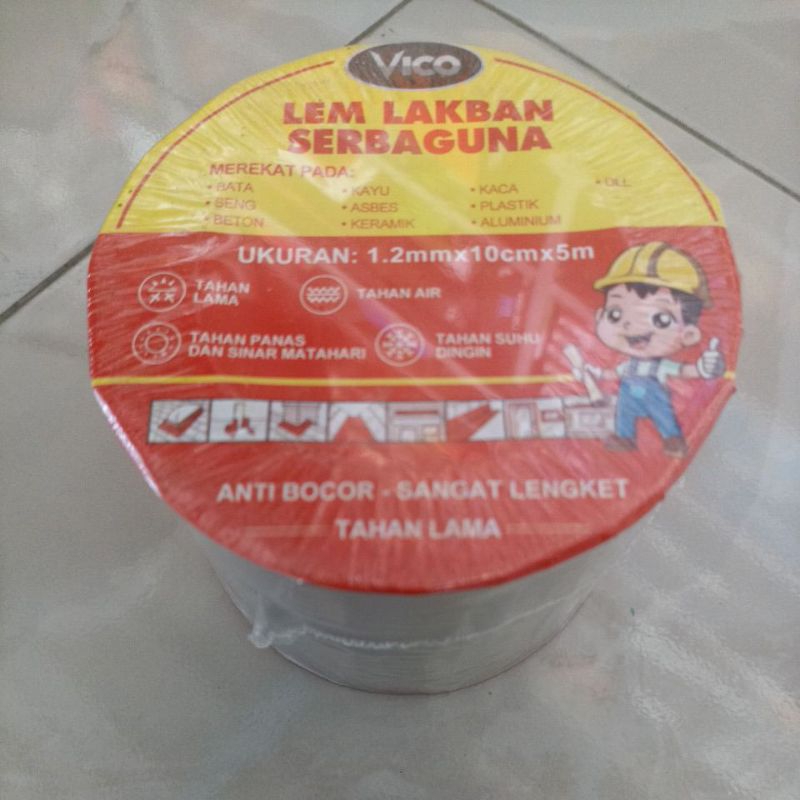 VICO
LEM LAKBAN
SERBAGUNA
MEREKAT PADA:
• BATA
• SENG
• BETON
• KAYU
• ASBES
• KERAMIK
• KACA
• PLASTIK
• ALUMINIUM
• DLL
UKURAN: 1.2mmx10cmx5m
TAHAN
LAMA
TAHAN AIR
TAHAN PANAS
DAN SINAR MATAHARI
TAHAN SUHU
DINGIN
ANTI BOCOR - SANGAT LENGKET
TAHAN LAMA